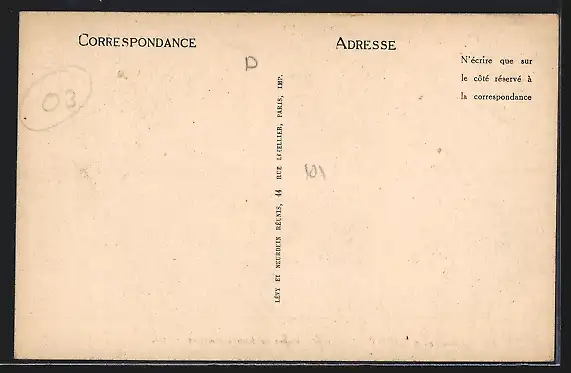 CORRESPONDANCE
ADRESSE
N'écrire que sur
le côté réservé à
la correspondance
D
03
101
LÉVY ET NEURDEIN RÉUNIS, 44 RUE LETELLIER, PARIS, IMP.